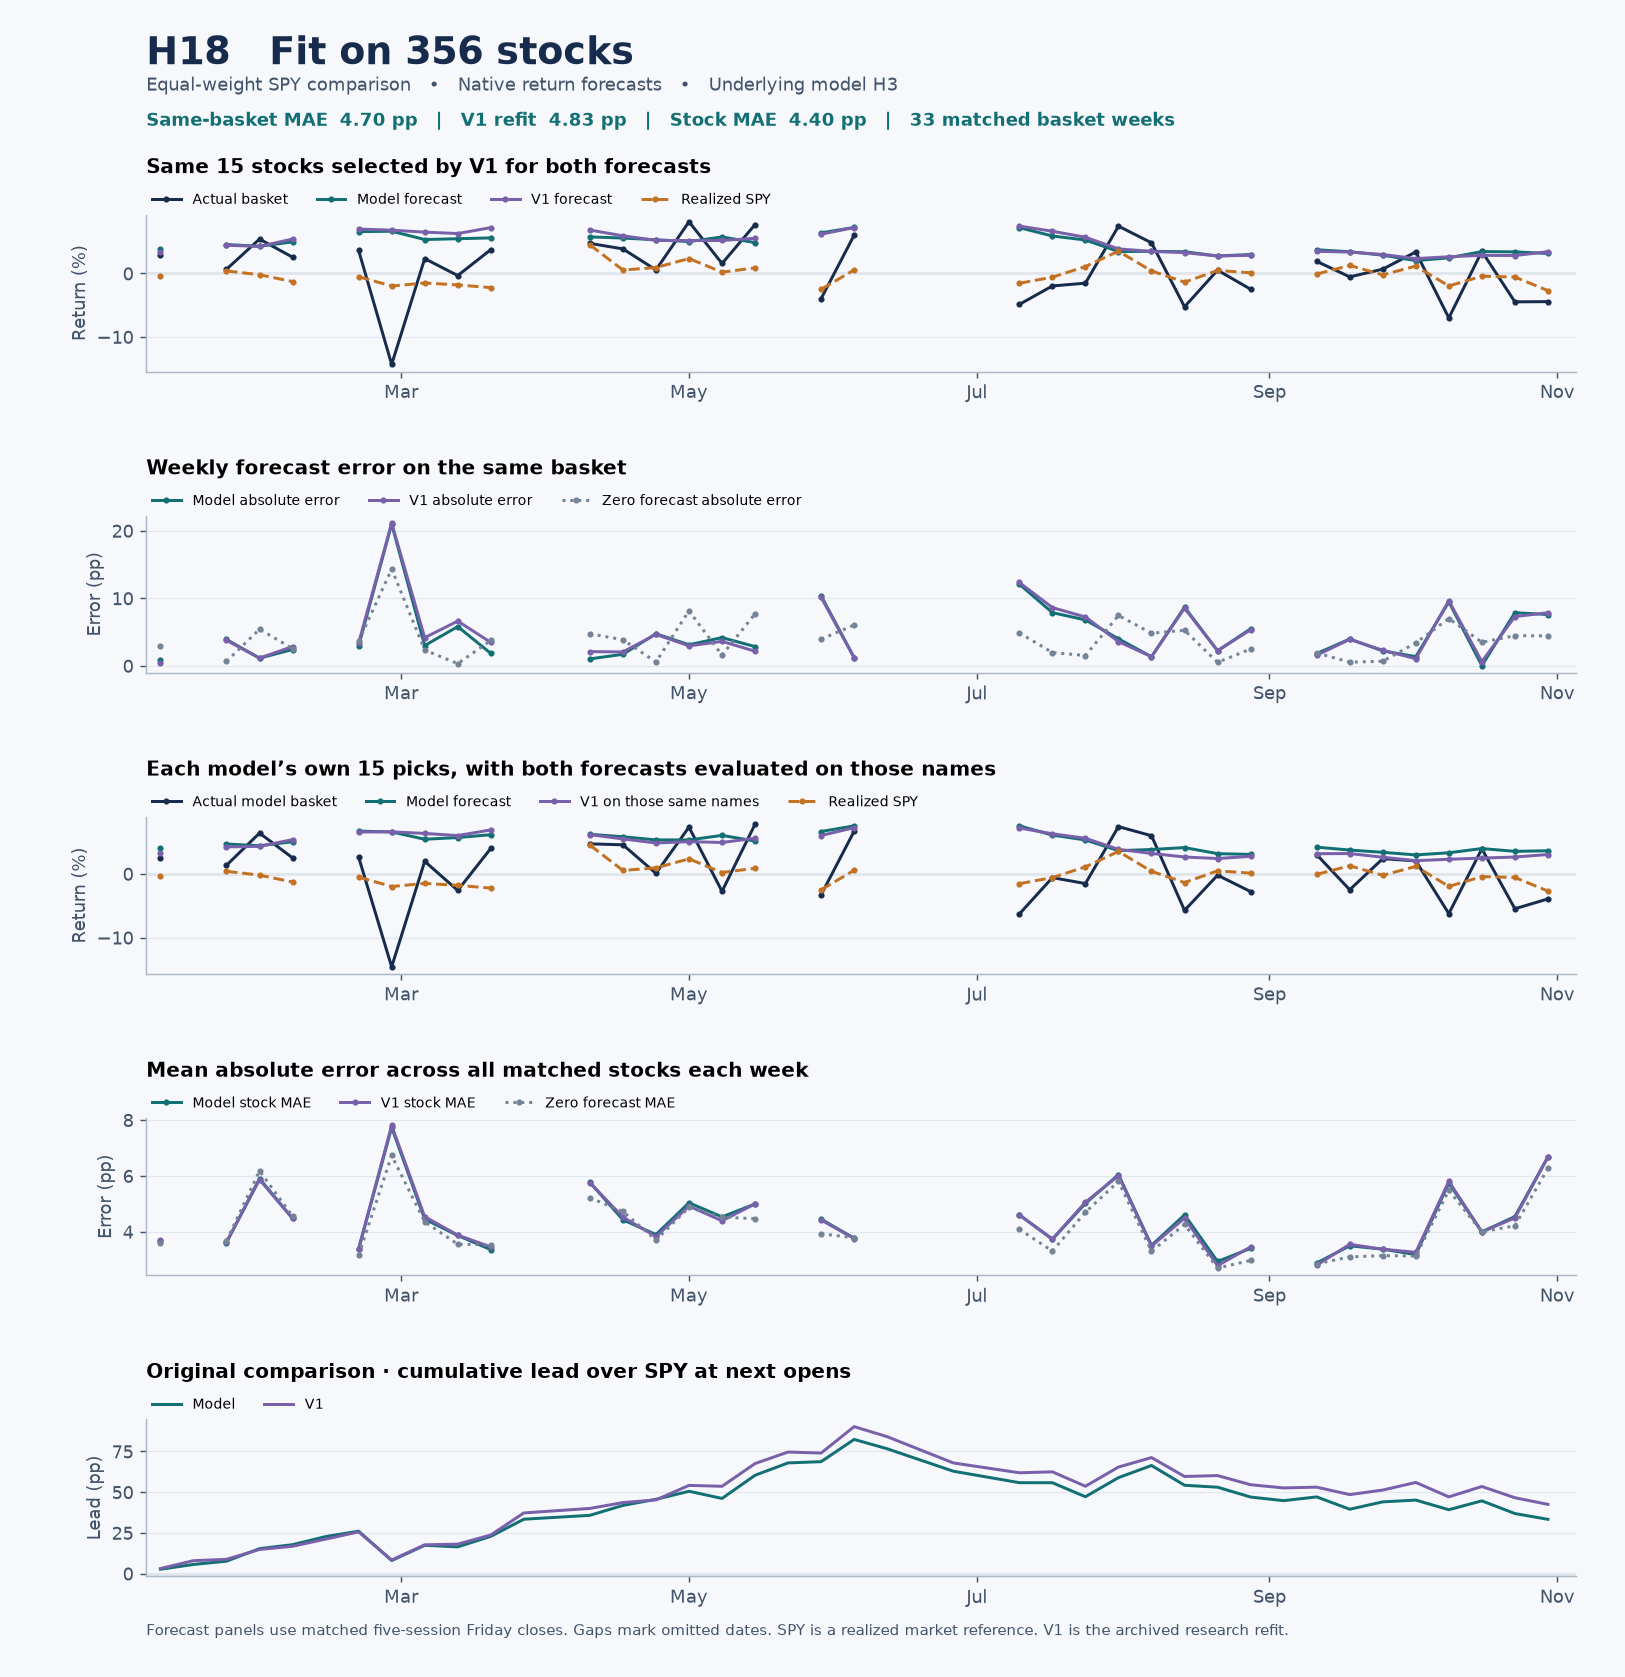 H18 Fit on 356 stocks
Equal-weight SPY comparison • Native return forecasts • Underlying model H3
Same-basket MAE 4.70 pp | V1 refit 4.83 pp | Stock MAE 4.40 pp | 33 matched basket weeks
Same 15 stocks selected by V1 for both forecasts
Actual basket Model forecast V1 forecast Realized SPY
Return (%)
0
−10
Mar May Jul Sep Nov
Weekly forecast error on the same basket
Model absolute error V1 absolute error Zero forecast absolute error
Error (pp)
20
10
0
Mar May Jul Sep Nov
Each model’s own 15 picks, with both forecasts evaluated on those names
Actual model basket Model forecast V1 on those same names Realized SPY
Return (%)
0
−10
Mar May Jul Sep Nov
Mean absolute error across all matched stocks each week
Model stock MAE V1 stock MAE Zero forecast MAE
Error (pp)
8
6
4
Mar May Jul Sep Nov
Original comparison · cumulative lead over SPY at next opens
Model V1
Lead (pp)
75
50
25
0
Mar May Jul Sep Nov
Forecast panels use matched five-session Friday closes. Gaps mark omitted dates. SPY is a realized market reference. V1 is the archived research refit.